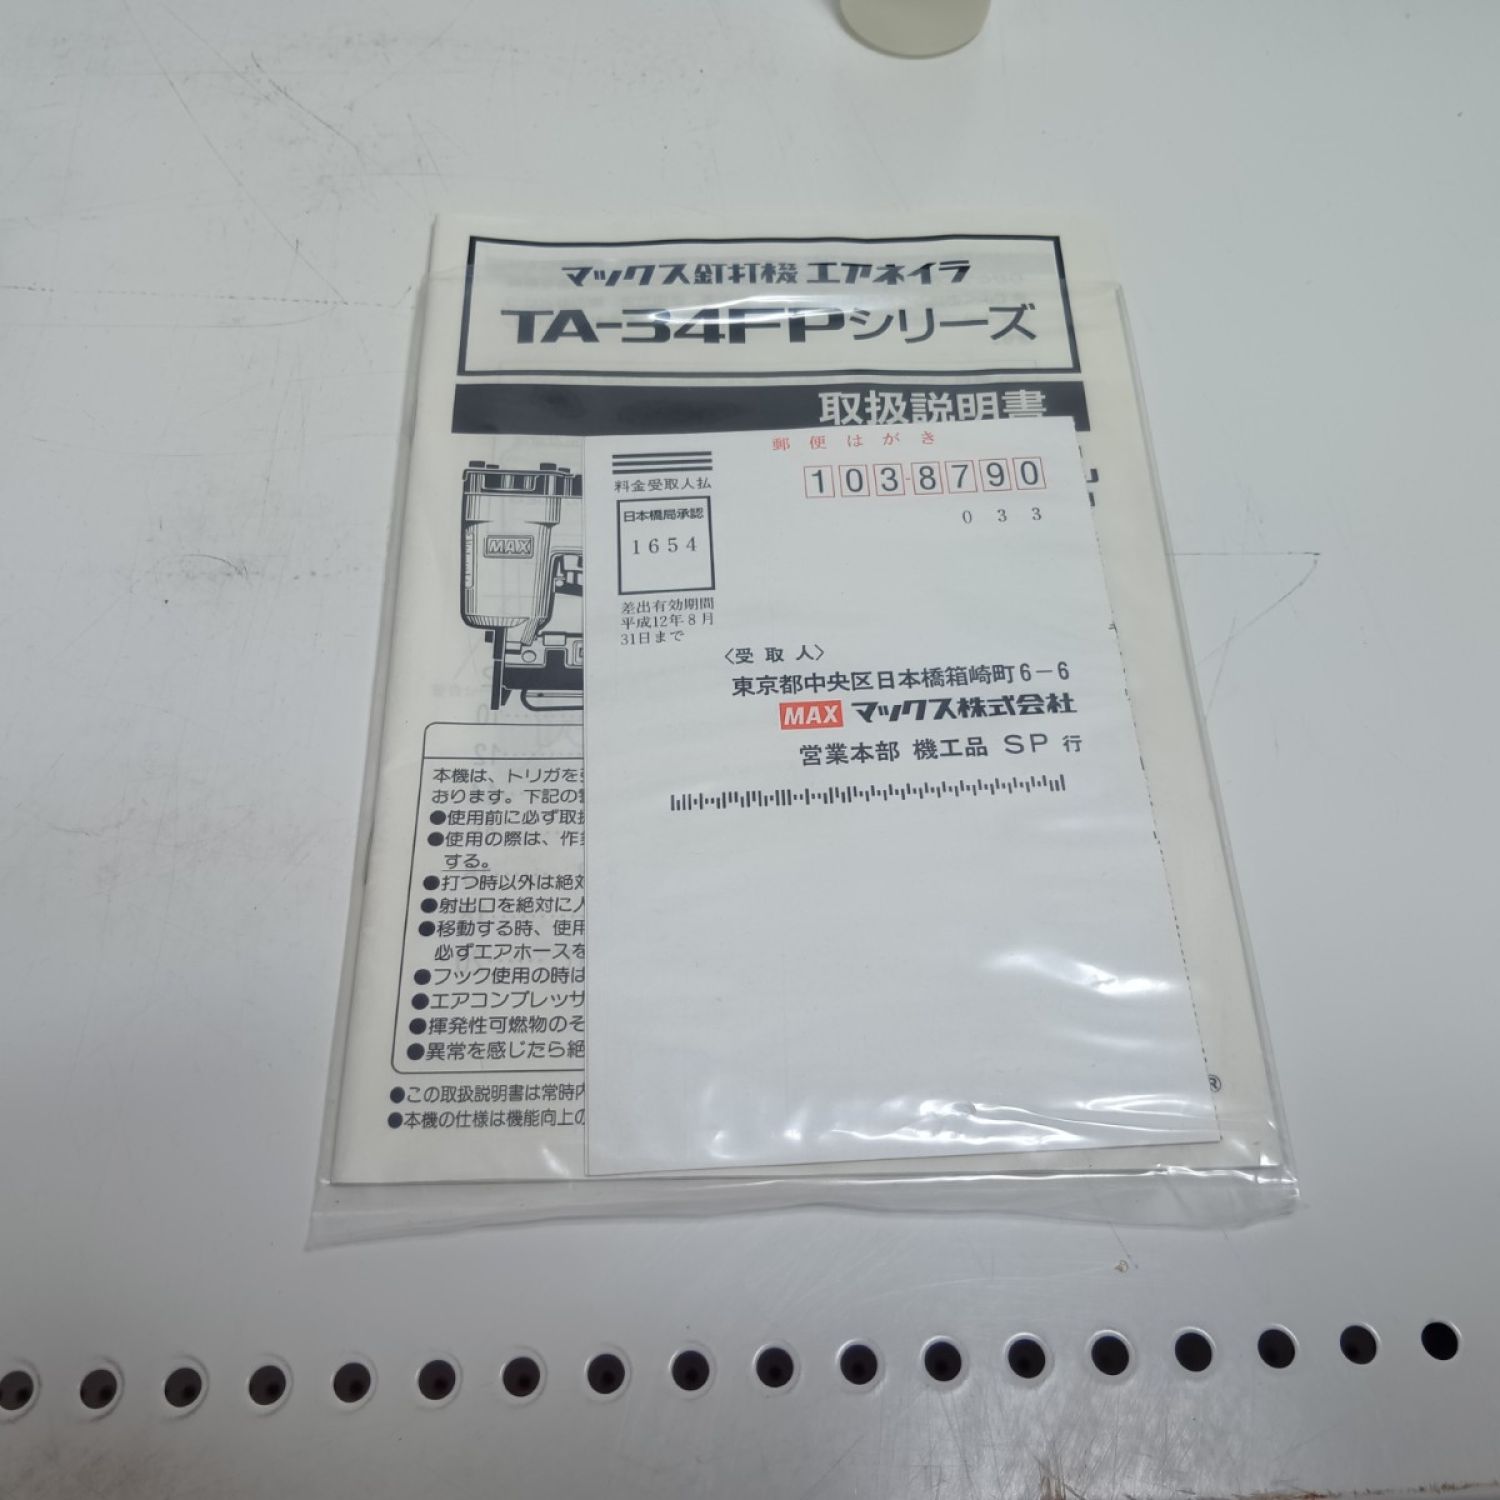 マックス釘打機 エアネイラ
TA-34FPシリーズ
取扱説明書
MAX
本機は、トリガを
おります。下記の
●使用前に必ず取扱
●使用の際は、作
する。
●打つ時以外は絶対
●射出口を絶対に人
●移動する時、使用
必ずエアホースを
●フック使用の時は
●エアコンプレッサ
●揮発性可燃物のそ
●異常を感じたら絶
●この取扱説明書は常時内
●本機の仕様は機能向上の
®
郵便はがき
料金受取人払
日本橋局承認
1654
差出有効期間
平成12年8月
31日まで
103-8790
033
〈受取人〉
東京都中央区日本橋箱崎町6-6
MAX マックス株式会社
営業本部 機工品 SP 行